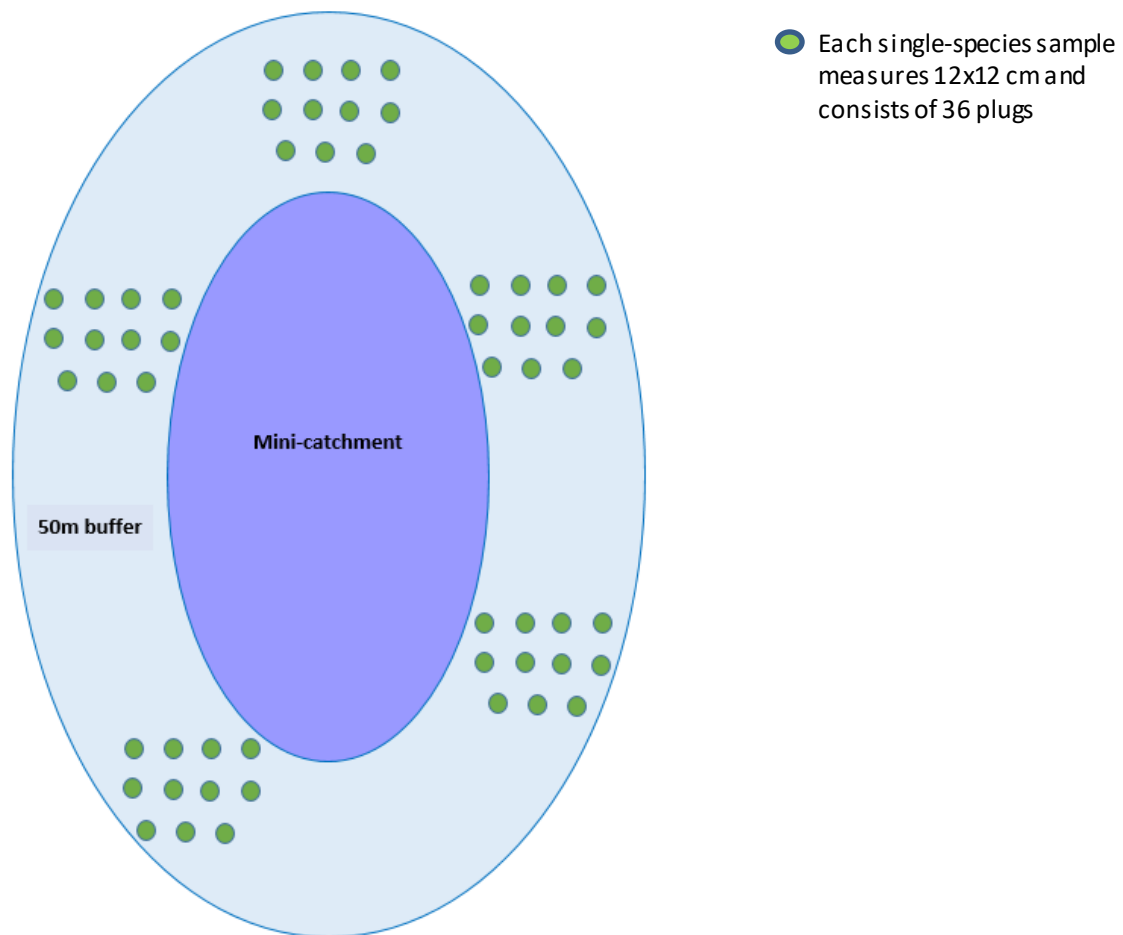 Each single-species sample
measures 12x12 cm and
consists of 36 plugs
Mini-catchment
50m buffer